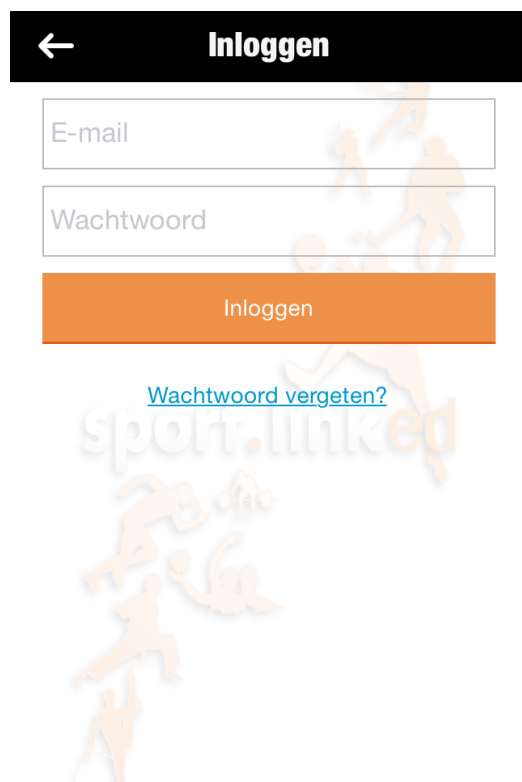 Inloggen
E-mail
Wachtwoord
Inloggen
Wachtwoord vergeten?
sport.linked